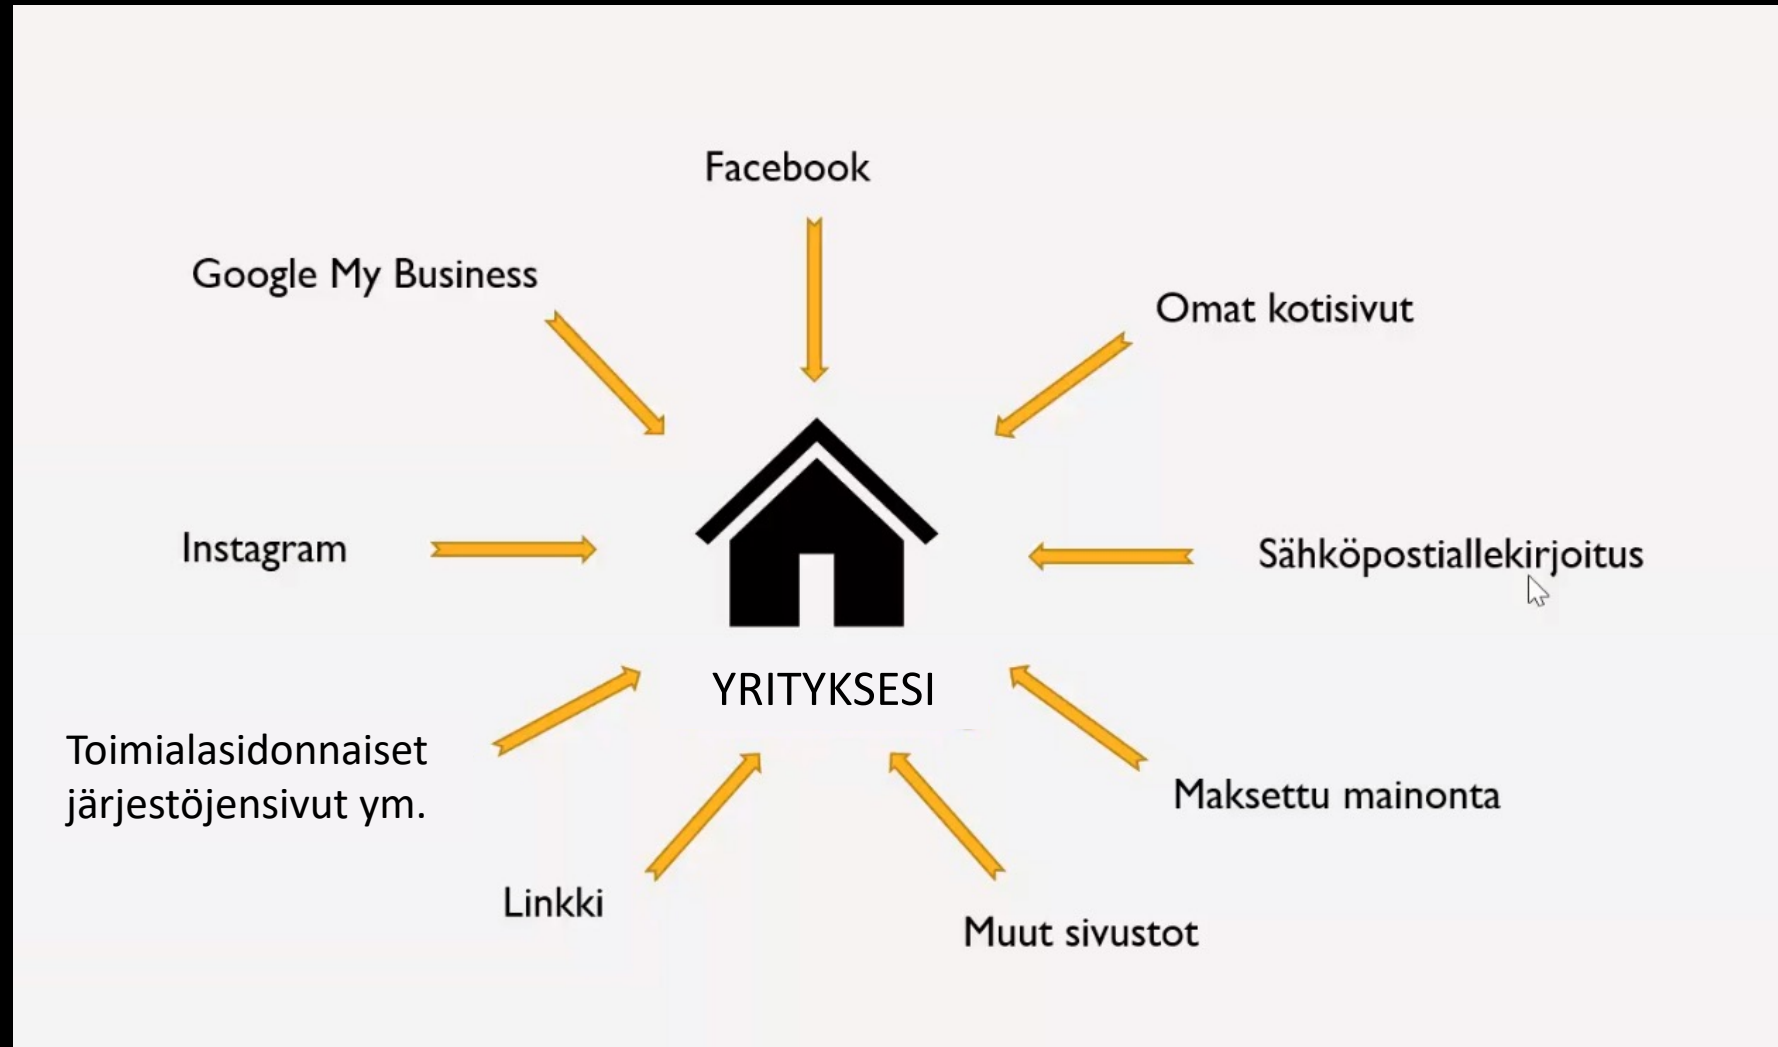 Facebook
Google My Business
Omat kotisivut
Instagram
Sähköpostiallekirjoitus
YRITYKSESI
Toimialasidonnaiset
järjestöjensivut ym.
Maksettu mainonta
Linkki
Muut sivustot